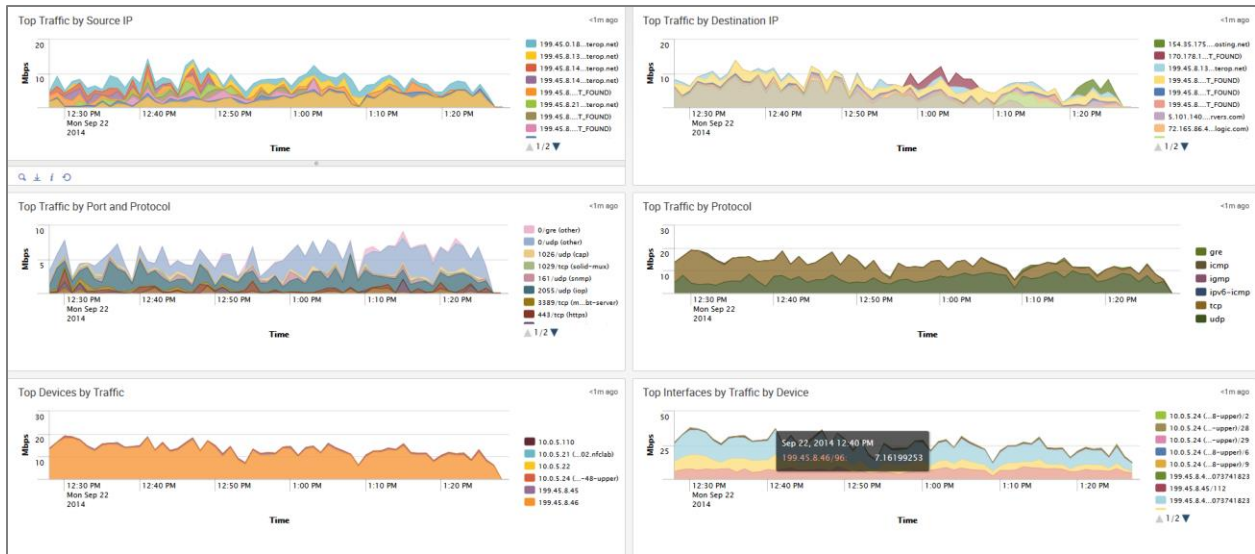 Top Traffic by Source IP
<1m ago
Mbps
20
10
12:30 PM
Mon Sep 22
2014
12:40 PM
12:50 PM
1:00 PM
1:10 PM
1:20 PM
Time
199.45.0.18...terop.net)
199.45.8.13...terop.net)
199.45.8.14...terop.net)
199.45.8.14...terop.net)
199.45.8....T_FOUND)
199.45.8.21...terop.net)
199.45.8....T_FOUND)
199.45.8....T_FOUND)
1/2
Top Traffic by Destination IP
<1m ago
Mbps
20
10
12:30 PM
Mon Sep 22
2014
12:40 PM
12:50 PM
1:00 PM
1:10 PM
1:20 PM
Time
154.35.175....osting.net)
170.178.1...T_FOUND)
199.45.8.13...terop.net)
199.45.8....T_FOUND)
199.45.8....T_FOUND)
199.45.8....T_FOUND)
5.101.140....rvers.com)
72.165.86.4...logic.com)
1/2
Top Traffic by Port and Protocol
<1m ago
Mbps
10
5
12:30 PM
Mon Sep 22
2014
12:40 PM
12:50 PM
1:00 PM
1:10 PM
1:20 PM
Time
0/gre (other)
0/udp (other)
1026/udp (cap)
1029/tcp (solid-mux)
161/udp (snmp)
2055/udp (iop)
3389/tcp (m...bt-server)
443/tcp (https)
1/2
Top Traffic by Protocol
<1m ago
Mbps
30
20
10
12:30 PM
Mon Sep 22
2014
12:40 PM
12:50 PM
1:00 PM
1:10 PM
1:20 PM
Time
gre
icmp
igmp
ipv6-icmp
tcp
udp
Top Devices by Traffic
<1m ago
Mbps
30
20
10
12:30 PM
Mon Sep 22
2014
12:40 PM
12:50 PM
1:00 PM
1:10 PM
1:20 PM
Time
10.0.5.110
10.0.5.21 (...02.nfclab)
10.0.5.22
10.0.5.24 (...-48-upper)
199.45.8.45
199.45.8.46
Top Interfaces by Traffic by Device
<1m ago
Mbps
50
25
Sep 22, 2014 12:40 PM
199.45.8.46/96: 7.16199253
12:30 PM
Mon Sep 22
2014
12:40 PM
12:50 PM
1:00 PM
1:10 PM
1:20 PM
Time
10.0.5.24 (...8-upper)/2
10.0.5.24 (...8-upper)/28
10.0.5.24 (...-upper)/29
10.0.5.24 (...8-upper)/6
10.0.5.24 (...8-upper)/9
199.45.8.4...073741823
199.45.8.45/112
199.45.8.4...073741823
1/2